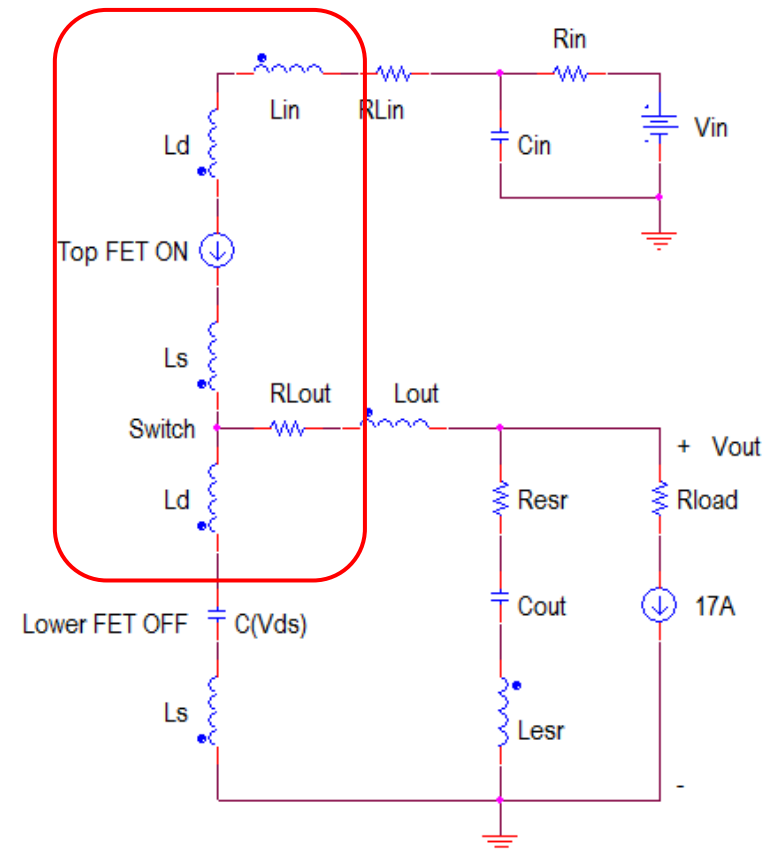 Rin
Lin
RLin
Vin
Ld
Cin
Top FET ON
Ls
RLout
Lout
Switch
+ Vout
Ld
Resr
Rload
Lower FET OFF
C(Vds)
Cout
17A
Ls
Lesr
-